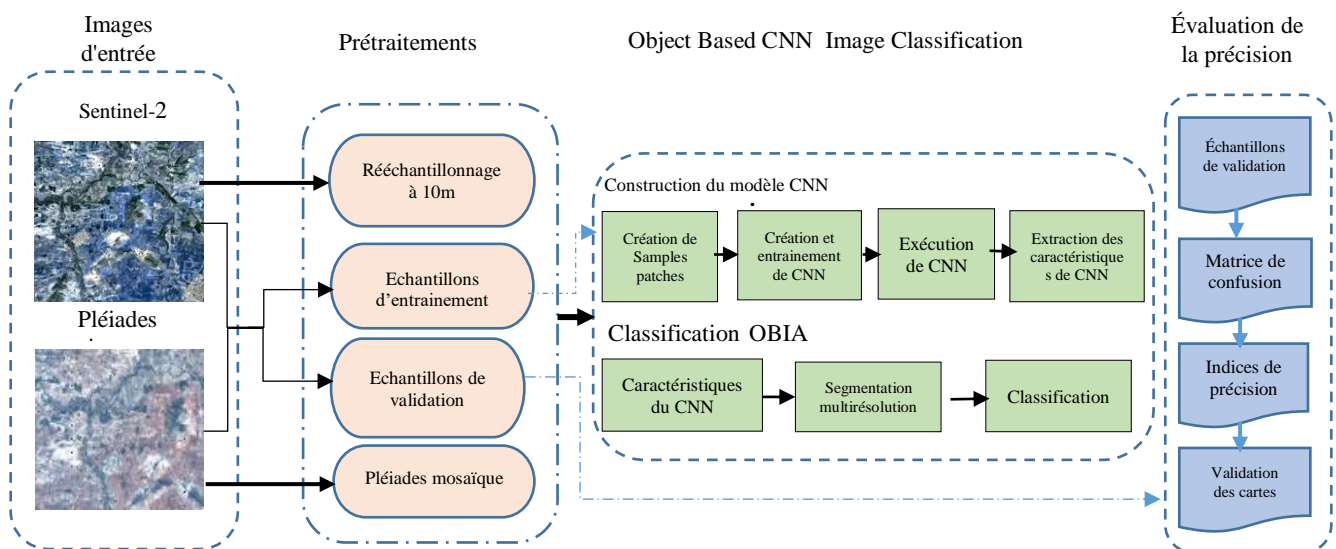 Images
d'entrée
Prétraitements
Object Based CNN Image Classification
Évaluation de
la précision
Sentinel-2
Pléiades
Rééchantillonnage
à 10m
Echantillons
d'entrainement
Echantillons de
validation
Pléiades mosaïque
Construction du modèle CNN
Création de
Samples
patches
Création et
entrainement
de CNN
Exécution
de CNN
Extraction des
caractéristique
s de CNN
Classification OBIA
Caractéristiques
du CNN
Segmentation
multirésolution
Classification
Échantillons
de validation
Matrice de
confusion
Indices de
précision
Validation
des cartes